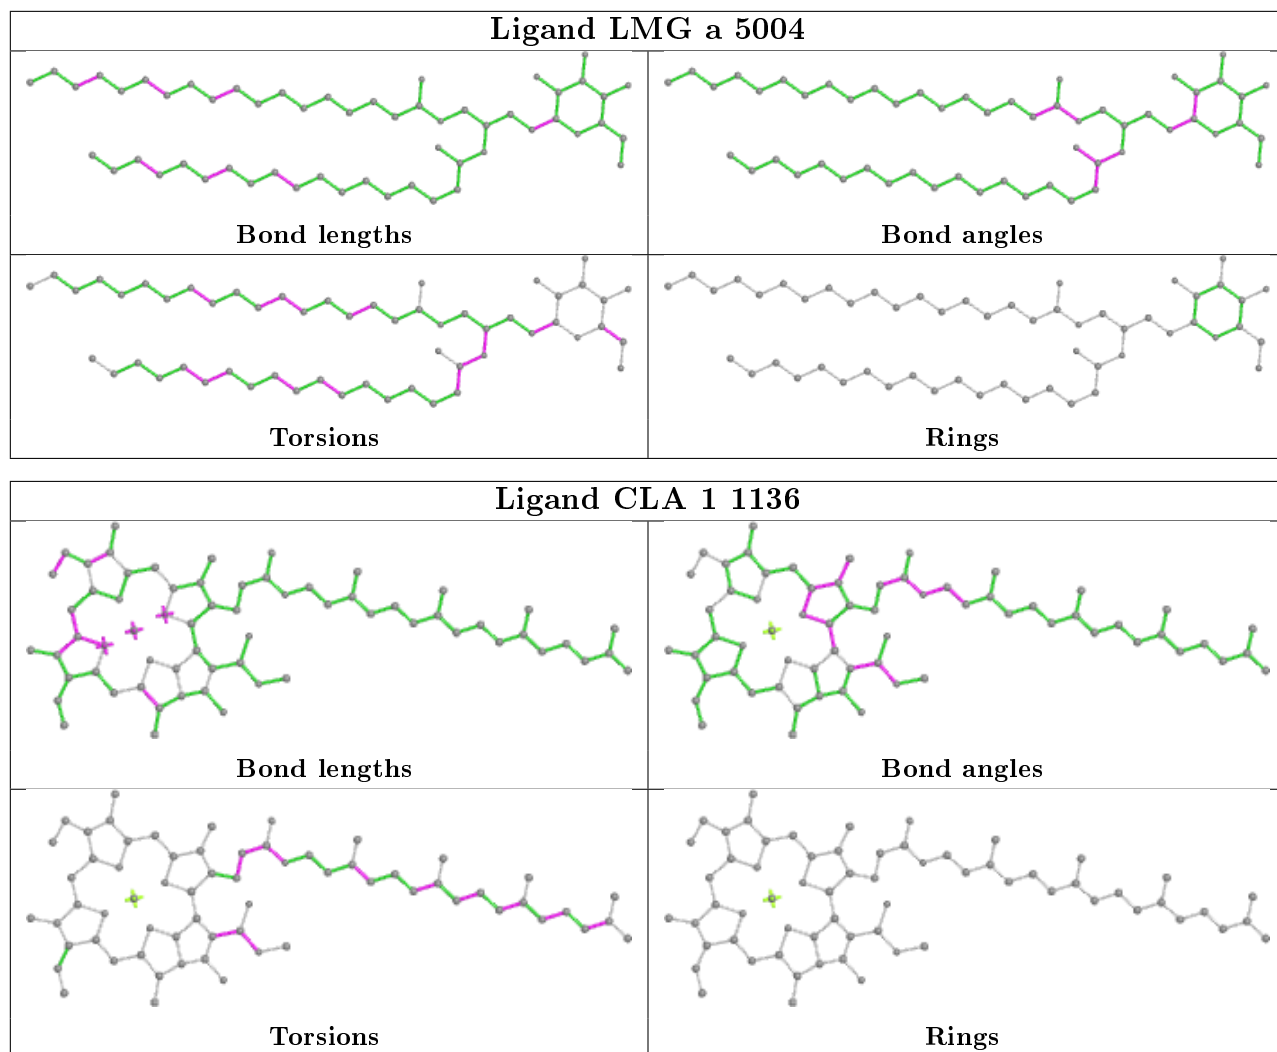 Ligand LMG a 5004
Bond lengths
Bond angles
Torsions
Rings
Ligand CLA 1 1136
Bond lengths
Bond angles
Torsions
Rings